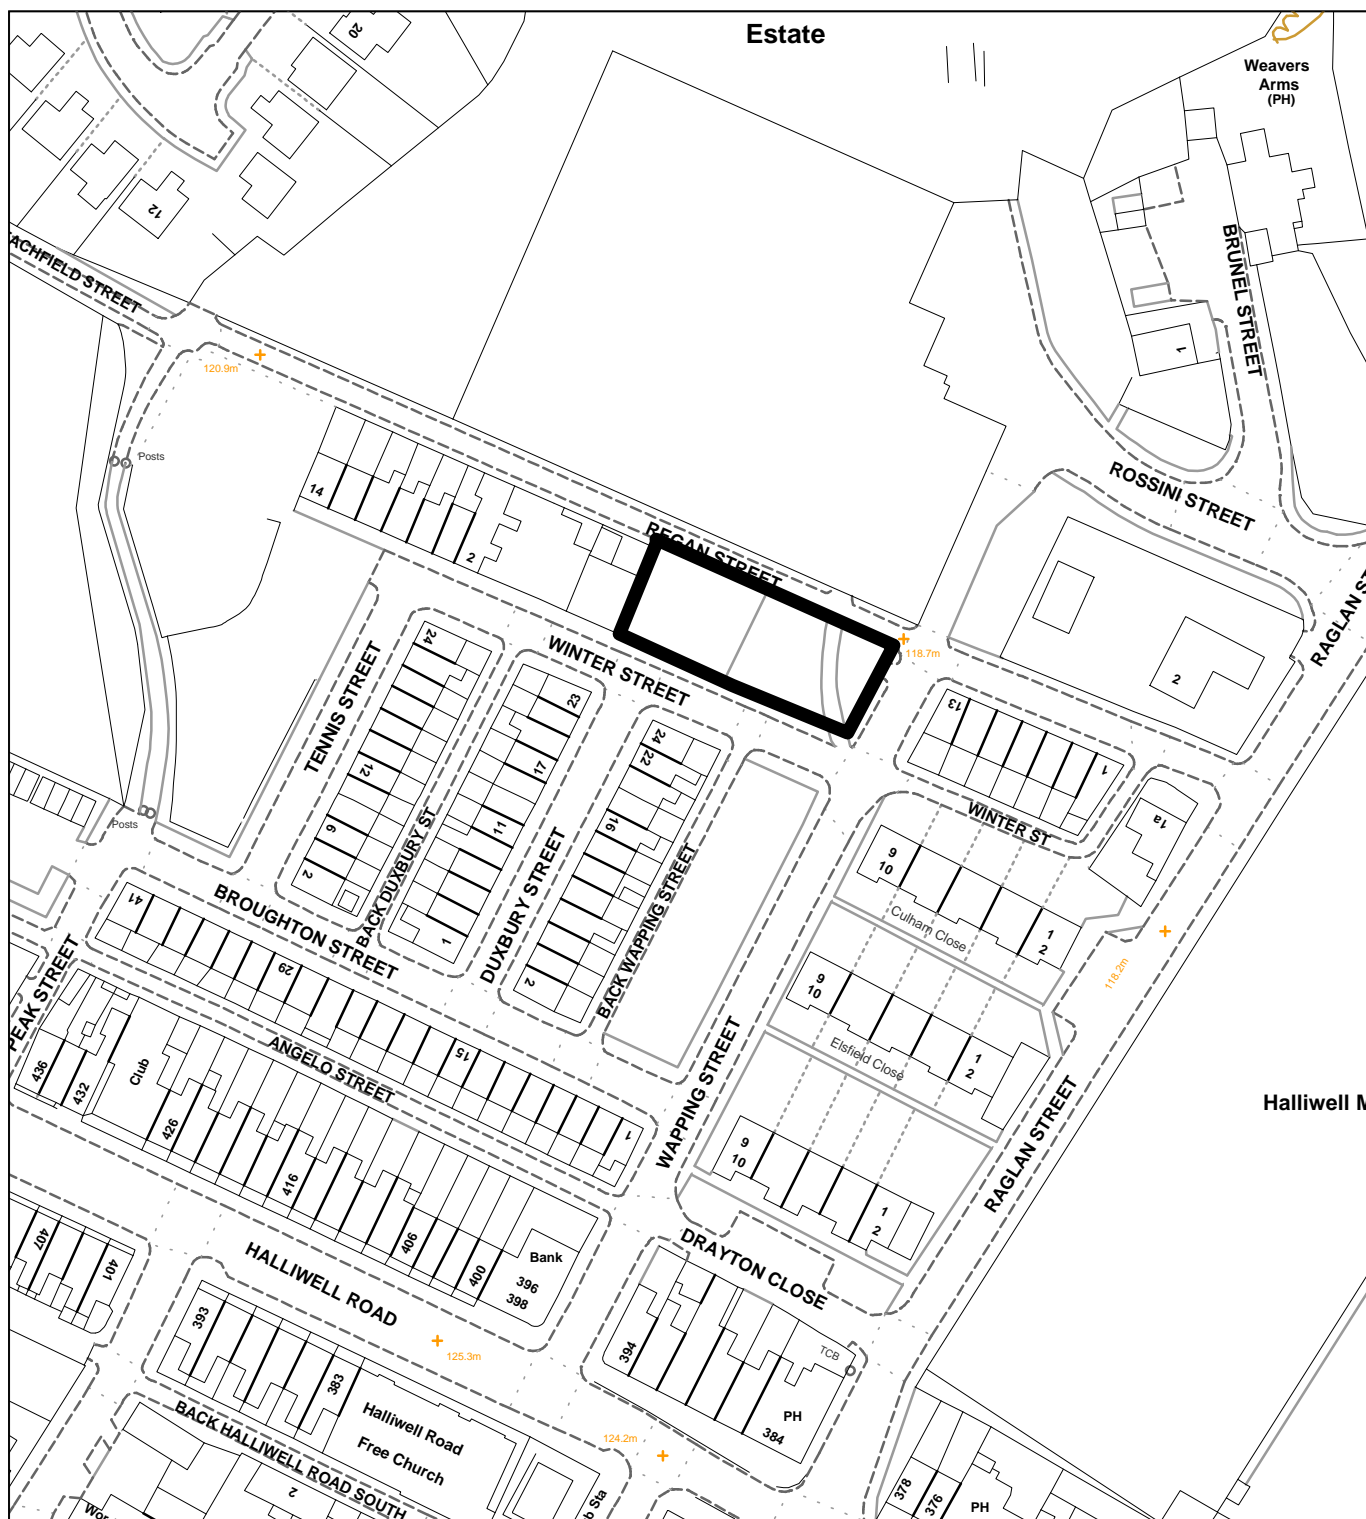 Estate
Weavers
Arms
(PH)
20
12
ACHFIELD STREET
BRUNEL STREET
1
120.9m
Posts
ROSSINI STREET
14
2
REGAN STREET
RAGLAN ST
118.7m
2
WINTER STREET
TENNIS STREET
24
23
24
22
13
1
12
17
16
11
6
2
1
2
WINTER ST
1a
Posts
BACK DUXBURY ST
DUXBURY STREET
BACK WAPPING STREET
9
10
Culham Close
1
2
BROUGHTON STREET
41
29
15
1
118.2m
9
10
Elsfield Close
1
2
PEAK STREET
ANGELO STREET
WAPPING STREET
Halliwell M
436
432
Club
426
416
406
400
Bank
396
398
9
10
1
2
RAGLAN STREET
407
401
HALLIWELL ROAD
DRAYTON CLOSE
393
383
125.3m
394
TCB
PH
384
Halliwell Road
Free Church
BACK HALLIWELL ROAD SOUTH
2
124.2m
b Sta
378
376
PH